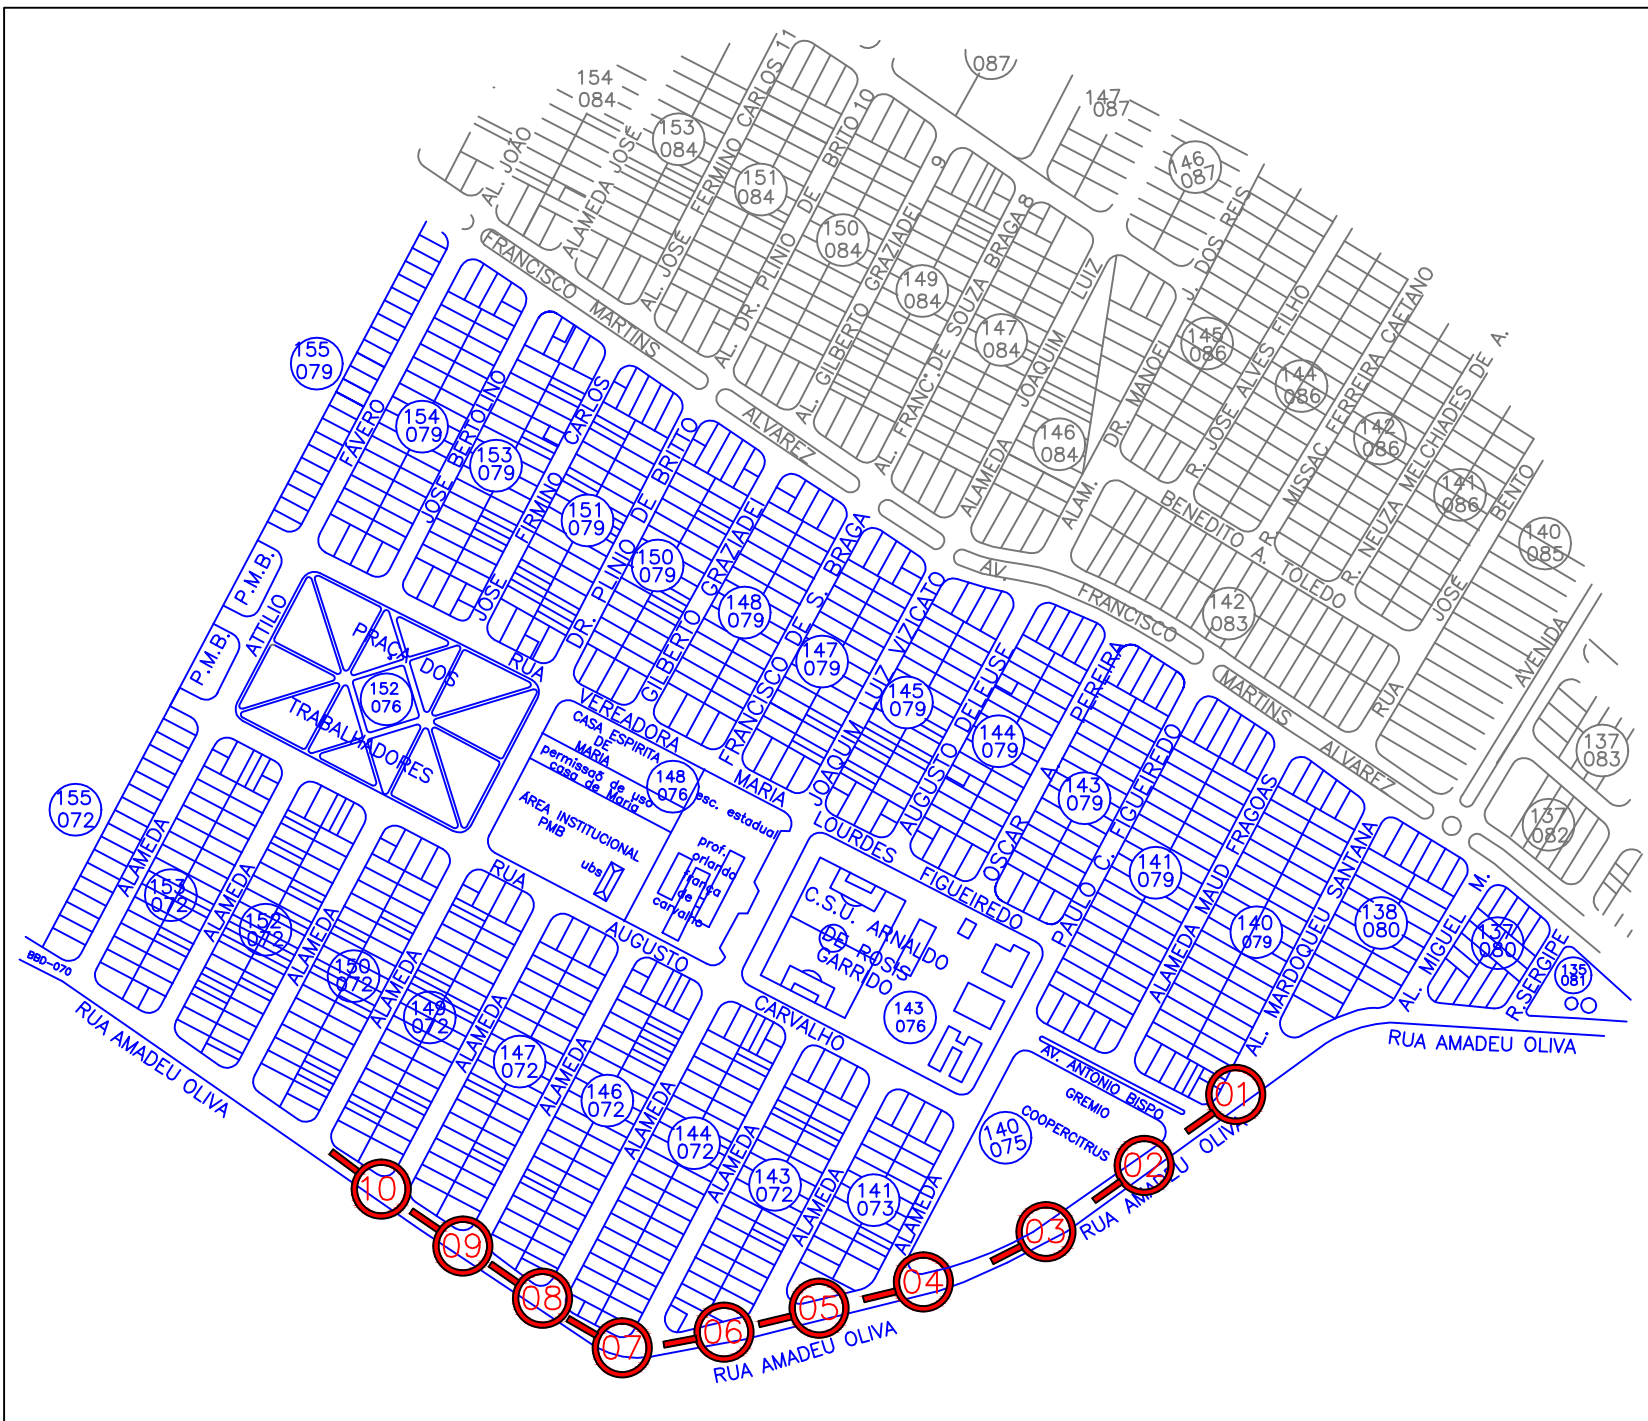 087
154
084
147
087
153
084
146
087
151
084
AL. JOÃO
ALAMEDA JOSE
AL. JOSE FERMINO CARLOS 11
AL. DR. PLINIO DE BRITO 10
AL. GILBERTO GRAZIADEI 9
AL. FRANC. DE SOUZA BRAGA 8
ALAMEDA JOAQUIM LUIZ
ALAM. DR. MANOEL J. DOS REIS
R. JOSE ALVES FILHO
R. MISSAC FERREIRA CAETANO
R. NEUZA MELCHIADES DE A.
RUA JOSE BENTO
AVENIDA
150
084
149
084
147
084
146
084
145
086
144
086
142
086
141
086
140
085
142
083
137
083
137
082
FRANCISCO MARTINS
ALVAREZ
AV. FRANCISCO
MARTINS
ALVAREZ
BENEDITO A. TOLEDO
155
079
154
079
153
079
151
079
150
079
148
079
147
079
145
079
144
079
143
079
141
079
140
079
138
080
137
080
135
081
ATTILIO FAVERO
JOSE BERTOLINO
JOSE FIRMINO CARLOS
DR. PLINIO DE BRITO
GILBERTO GRAZIADEI
FRANCISCO DE S. BRAGA
JOAQUIM LUIZ VIZICATO
AUGUSTO DELEUSE
OSCAR A. PEREIRA
PAULO C. FIGUEIREDO
ALAMEDA MAUD FRAGOAS
AL. MARDOQUEU SANTANA
AL. MIGUEL M.
R.SERGIPE
P.M.B.
P.M.B.
PRAÇA DOS
152
076
TRABALHADORES
RUA
VEREADORA
MARIA
LOURDES
FIGUEIREDO
CASA ESPIRITA
DE
MARIA
permissaõ de uso
casa de Maria
148
076
esc. estadual
prof.
orlando
frança
de
carvalho
ÁREA INSTITUCIONAL
PMB
ubs
C.S.U. ARNALDO
DE ROSIS
GARRIDO
143
076
RUA
AUGUSTO
CARVALHO
155
072
153
072
152
072
150
072
149
072
147
072
146
072
144
072
143
072
141
073
140
075
ALAMEDA
ALAMEDA
ALAMEDA
ALAMEDA
ALAMEDA
ALAMEDA
ALAMEDA
ALAMEDA
ALAMEDA
ALAMEDA
AV. ANTONIO BISPO
GREMIO
COOPERCITRUS
BBD-070
RUA AMADEU OLIVA
RUA AMADEU OLIVA
RUA AMADEU OLIVA
RUA AMADEU OLIVA
01
02
03
04
05
06
07
08
09
10